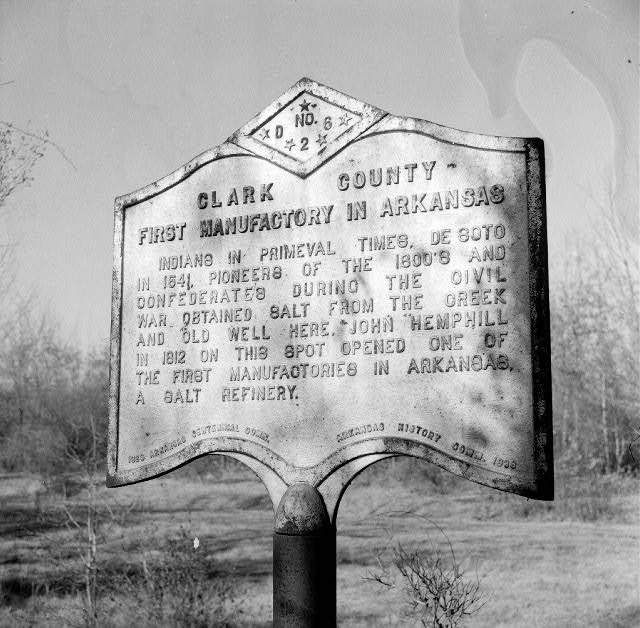 NO.
D 6
2
CLARK COUNTY
FIRST MANUFACTORY IN ARKANSAS
INDIANS IN PRIMEVAL TIMES, DE SOTO
IN 1541, PIONEERS OF THE 1800'S AND
CONFEDERATES DURING THE CIVIL
WAR OBTAINED SALT FROM THE CREEK
AND OLD WELL HERE. JOHN HEMPHILL
IN 1812 ON THIS SPOT OPENED ONE OF
THE FIRST MANUFACTORIES IN ARKANSAS,
A SALT REFINERY.
ARKANSAS CENTENNIAL COMM.
ARKANSAS HISTORY COMM. 1936